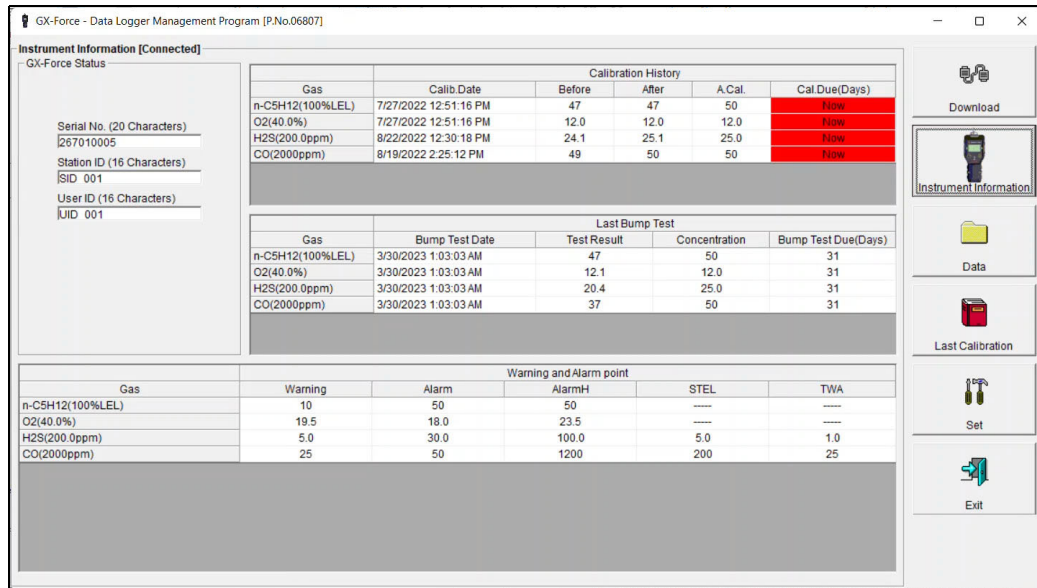 GX-Force - Data Logger Management Program [P.No.06807]
Instrument Information [Connected]
GX-Force Status
Serial No. (20 Characters)
267010005
Station ID (16 Characters)
SID 001
User ID (16 Characters)
UID 001
Calibration History
Gas Calib.Date Before After A.Cal. Cal.Due(Days)
n-C5H12(100%LEL) 7/27/2022 12:51:16 PM 47 47 50 Now
O2(40.0%) 7/27/2022 12:51:16 PM 12.0 12.0 12.0 Now
H2S(200.0ppm) 8/22/2022 12:30:18 PM 24.1 25.1 25.0 Now
CO(2000ppm) 8/19/2022 2:25:12 PM 49 50 50 Now
Last Bump Test
Gas Bump Test Date Test Result Concentration Bump Test Due(Days)
n-C5H12(100%LEL) 3/30/2023 1:03:03 AM 47 50 31
O2(40.0%) 3/30/2023 1:03:03 AM 12.1 12.0 31
H2S(200.0ppm) 3/30/2023 1:03:03 AM 20.4 25.0 31
CO(2000ppm) 3/30/2023 1:03:03 AM 37 50 31
Warning and Alarm point
Gas Warning Alarm AlarmH STEL TWA
n-C5H12(100%LEL) 10 50 50 ----- -----
O2(40.0%) 19.5 18.0 23.5 ----- -----
H2S(200.0ppm) 5.0 30.0 100.0 5.0 1.0
CO(2000ppm) 25 50 1200 200 25
Download
Instrument Information
Data
Last Calibration
Set
Exit